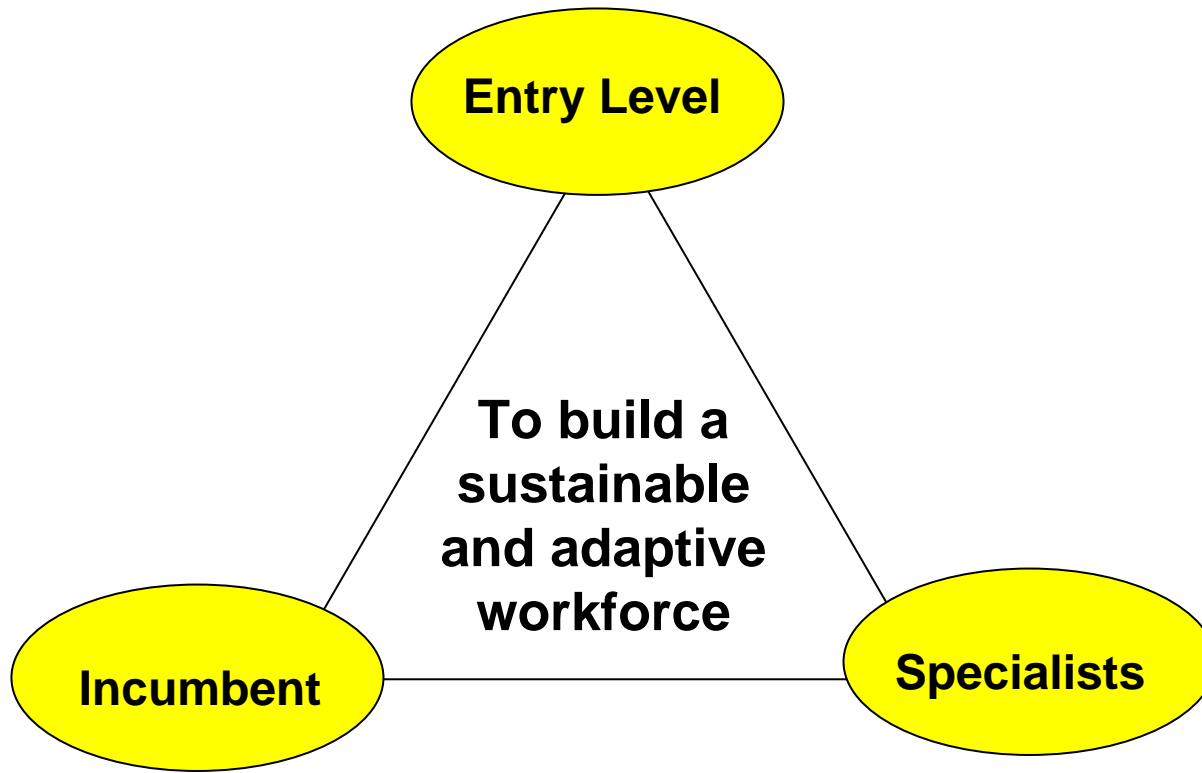 Entry Level
To build a
sustainable
and adaptive
workforce
Incumbent
Specialists